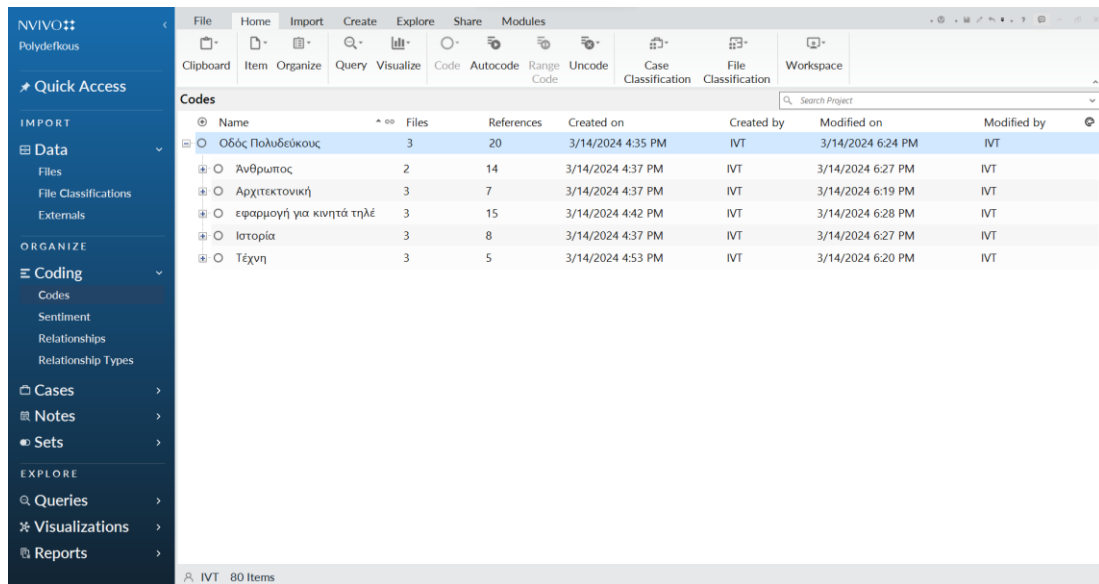 NVIVO
Polydefkous
Quick Access
IMPORT
Data
Files
File Classifications
Externals
ORGANIZE
Coding
Codes
Sentiment
Relationships
Relationship Types
Cases
Notes
Sets
EXPLORE
Queries
Visualizations
Reports
File Home Import Create Explore Share Modules
Clipboard Item Organize Query Visualize Code Autocode Range Code Uncode Case Classification File Classification Workspace
Codes
Search Project
Name Files References Created on Created by Modified on Modified by
Οδός Πολυδεύκους 3 20 3/14/2024 4:35 PM IVT 3/14/2024 6:24 PM IVT
Άνθρωπος 2 14 3/14/2024 4:37 PM IVT 3/14/2024 6:27 PM IVT
Αρχιτεκτονική 3 7 3/14/2024 4:37 PM IVT 3/14/2024 6:19 PM IVT
εφαρμογή για κινητά τηλέ 3 15 3/14/2024 4:42 PM IVT 3/14/2024 6:28 PM IVT
Ιστορία 3 8 3/14/2024 4:37 PM IVT 3/14/2024 6:27 PM IVT
Τέχνη 3 5 3/14/2024 4:53 PM IVT 3/14/2024 6:20 PM IVT
IVT 80 Items